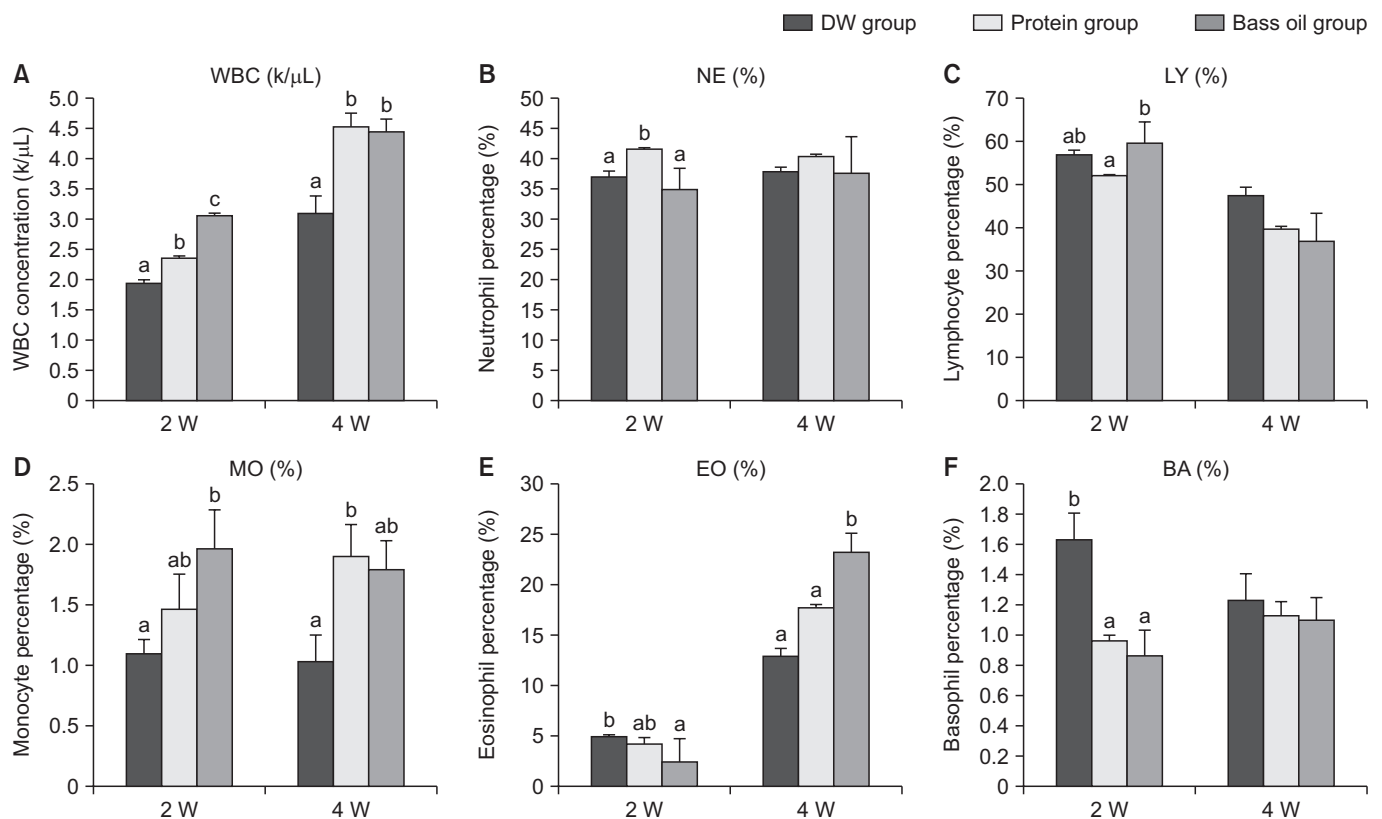 DW group Protein group Bass oil group
A WBC (k/μL)
WBC concentration (k/μL)
5.0
4.5
4.0
3.5
3.0
2.5
2.0
1.5
1.0
0.5
0
a b c a b b
2 W 4 W
B NE (%)
Neutrophil percentage (%)
50
45
40
35
30
25
20
15
10
5
0
a b a
2 W 4 W
C LY (%)
Lymphocyte percentage (%)
70
60
50
40
30
20
10
0
ab a b
2 W 4 W
D MO (%)
Monocyte percentage (%)
2.5
2.0
1.5
1.0
0.5
0
a ab b a b ab
2 W 4 W
E EO (%)
Eosinophil percentage (%)
30
25
20
15
10
5
0
b ab a a a b
2 W 4 W
F BA (%)
Basophil percentage (%)
2.0
1.8
1.6
1.4
1.2
1.0
0.8
0.6
0.4
0.2
0
b a a
2 W 4 W